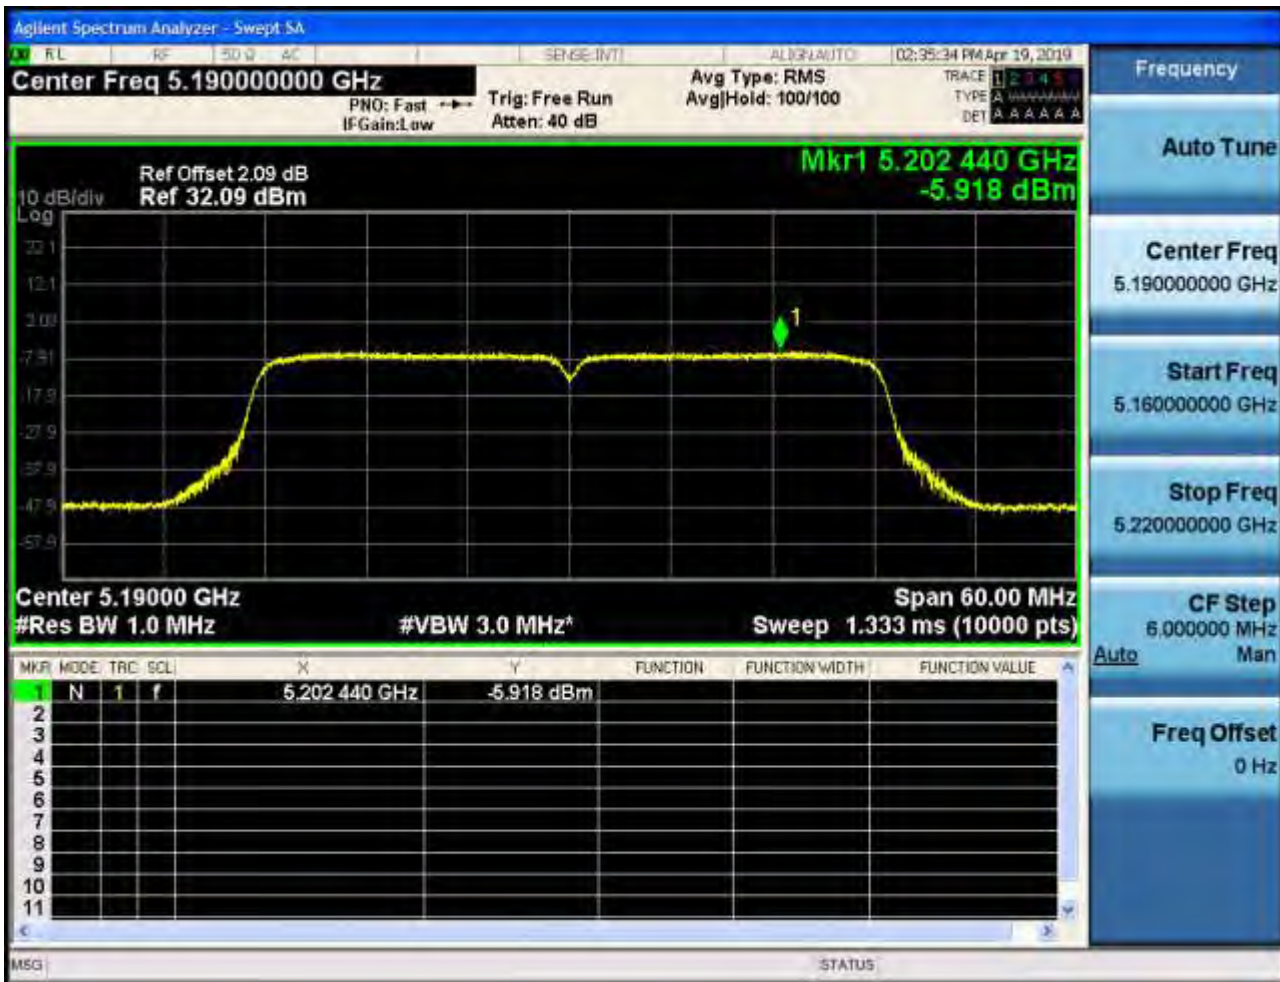 Agilent Spectrum Analyzer - Swept SA
RL RF 50 Ω AC SENSE:INT ALIGNAUTO 02:35:34 PM Apr 19, 2019
Center Freq 5.190000000 GHz
PNO: Fast
IFGain:Low
Trig: Free Run
Atten: 40 dB
Avg Type: RMS
Avg|Hold: 100/100
TRACE 1 2 3 4 5
TYPE A
DET A A A A A A
Ref Offset 2.09 dB
Ref 32.09 dBm
10 dB/div
Log
Mkr1 5.202 440 GHz
-5.918 dBm
22.1
12.1
2.09
-7.91
-17.9
-27.9
-37.9
-47.9
-57.9
1
Center 5.19000 GHz
#Res BW 1.0 MHz
#VBW 3.0 MHz*
Span 60.00 MHz
Sweep 1.333 ms (10000 pts)
MKR MODE TRC SCL X Y FUNCTION FUNCTION WIDTH FUNCTION VALUE
1 N 1 f 5.202 440 GHz -5.918 dBm
2
3
4
5
6
7
8
9
10
11
MSG
STATUS
Frequency
Auto Tune
Center Freq
5.190000000 GHz
Start Freq
5.160000000 GHz
Stop Freq
5.220000000 GHz
CF Step
6.000000 MHz
Auto Man
Freq Offset
0 Hz